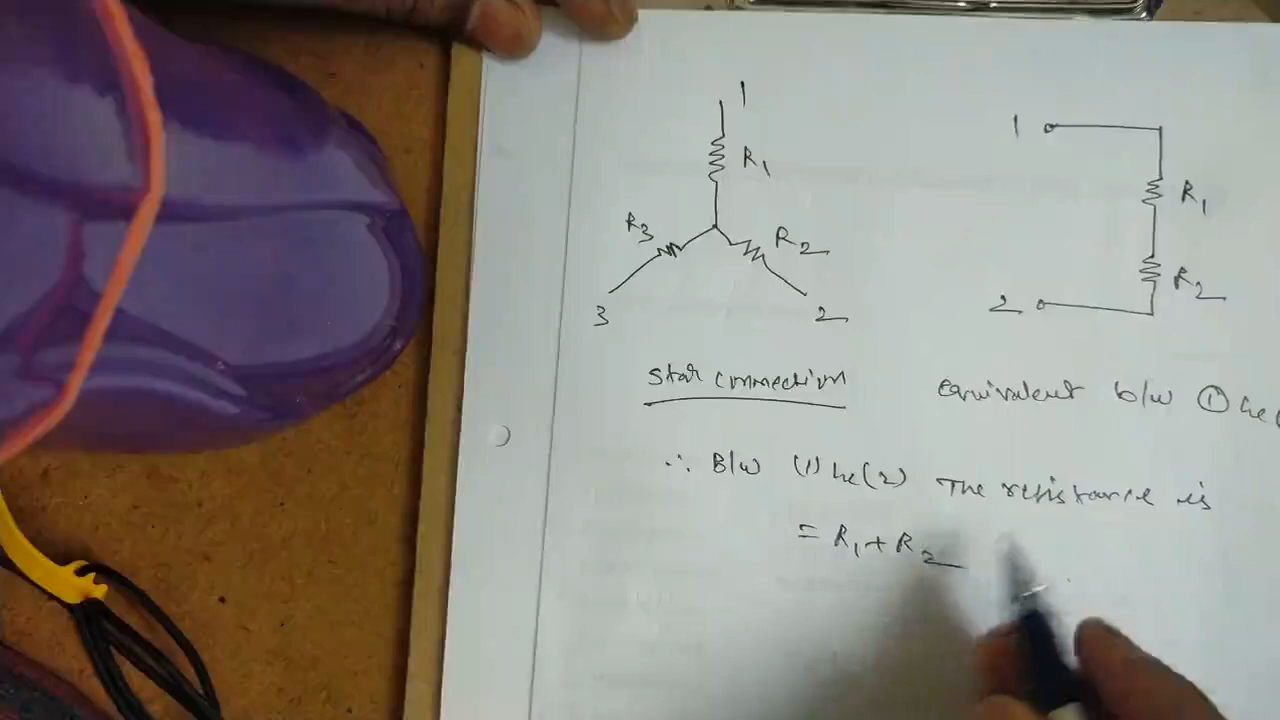 1
R1
R3
R2
3
2
1
R1
R2
2
Star connection
equivalent b/w ①
∴ B/w (1) &(2) The resistance is
= R1 + R2